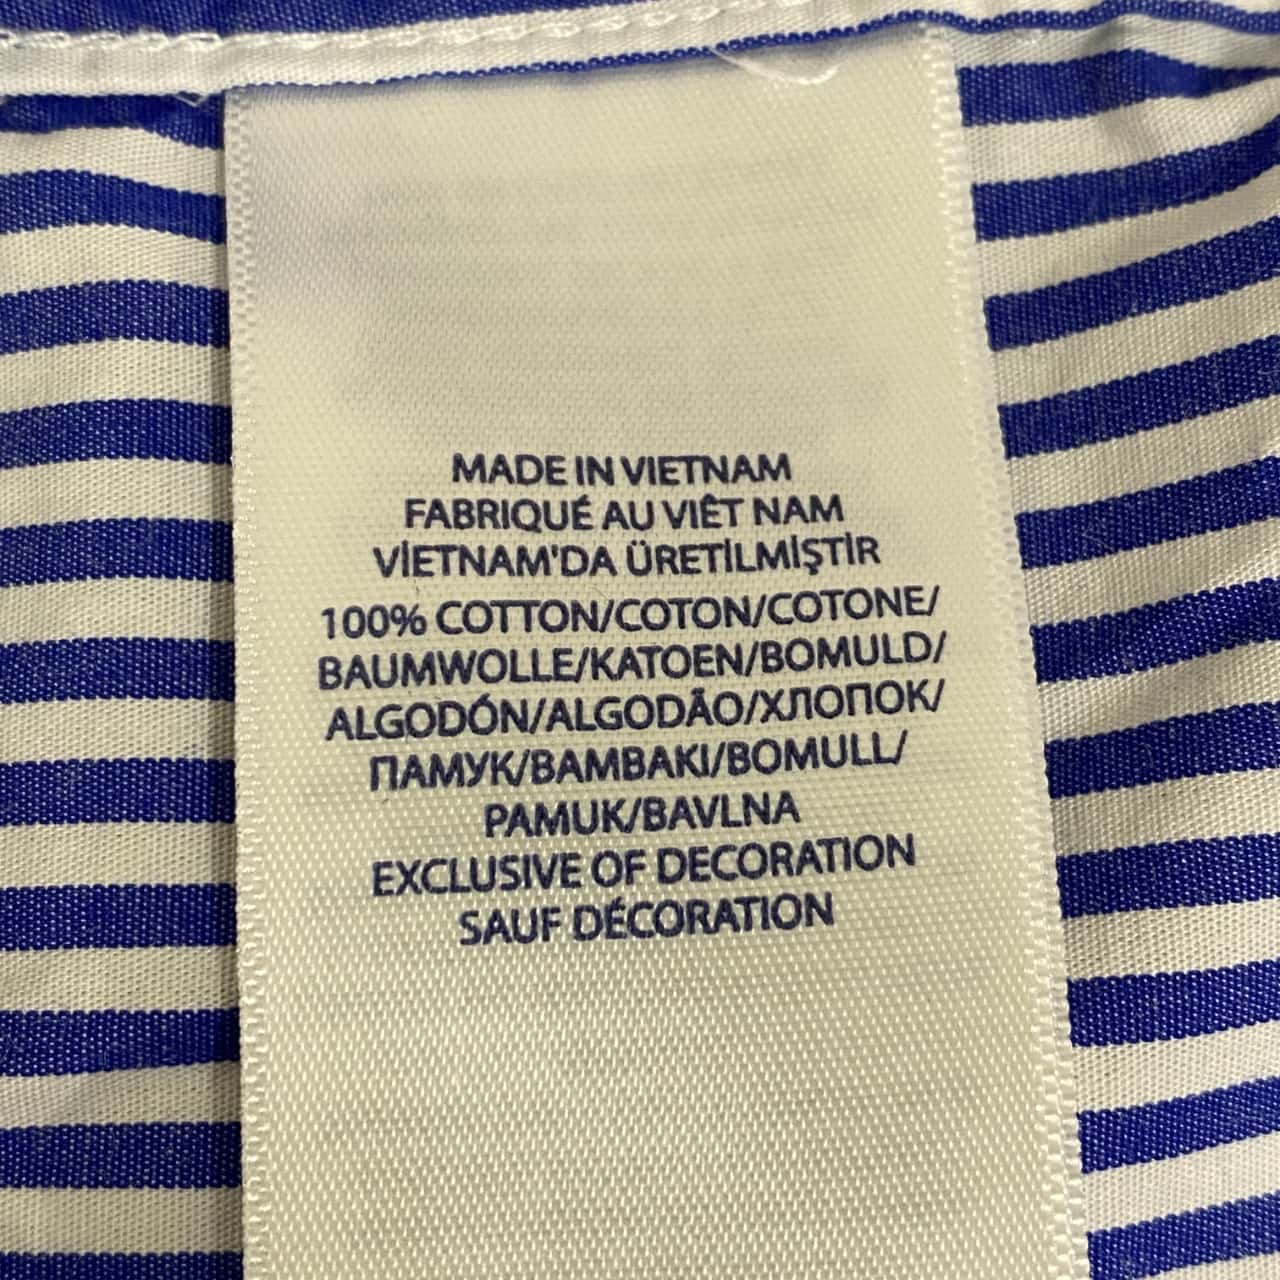 MADE IN VIETNAM
FABRIQUÉ AU VIÊT NAM
VİETNAM'DA ÜRETİLMİŞTİR
100% COTTON/COTON/COTONE/
BAUMWOLLE/KATOEN/BOMULD/
ALGODÓN/ALGODÃO/ХЛОПОК/
ПАМУК/BAMBAKI/BOMULL/
PAMUK/BAVLNA
EXCLUSIVE OF DECORATION
SAUF DÉCORATION